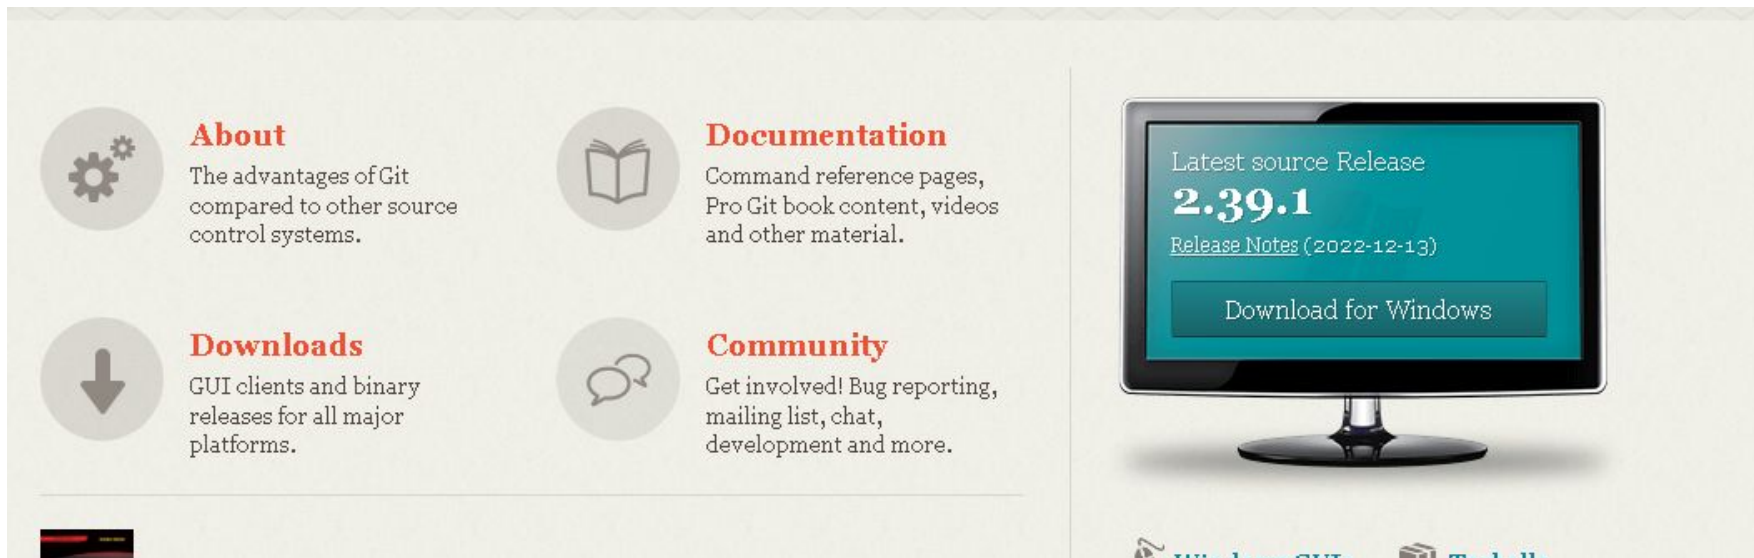 About
The advantages of Git
compared to other source
control systems.
Documentation
Command reference pages,
Pro Git book content, videos
and other material.
Downloads
GUI clients and binary
releases for all major
platforms.
Community
Get involved! Bug reporting,
mailing list, chat,
development and more.
Latest source Release
2.39.1
Release Notes (2022-12-13)
Download for Windows